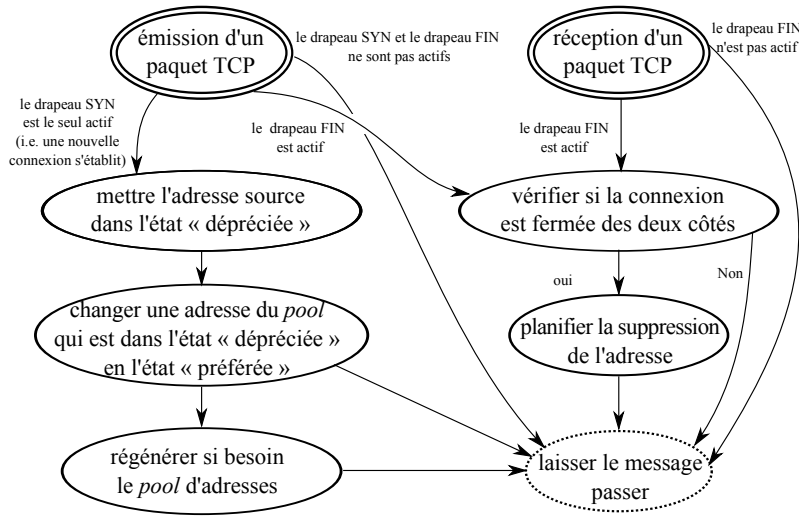 émission d'un
paquet TCP
le drapeau SYN et le drapeau FIN
ne sont pas actifs
réception d'un
paquet TCP
le drapeau FIN
n'est pas actif
le drapeau SYN
est le seul actif
(i.e. une nouvelle
connexion s'établit)
le drapeau FIN
est actif
le drapeau FIN
est actif
mettre l'adresse source
dans l'état « dépréciée »
vérifier si la connexion
est fermée des deux côtés
oui
Non
changer une adresse du pool
qui est dans l'état « dépréciée »
en l'état « préférée »
planifier la suppression
de l'adresse
régénérer si besoin
le pool d'adresses
laisser le message
passer